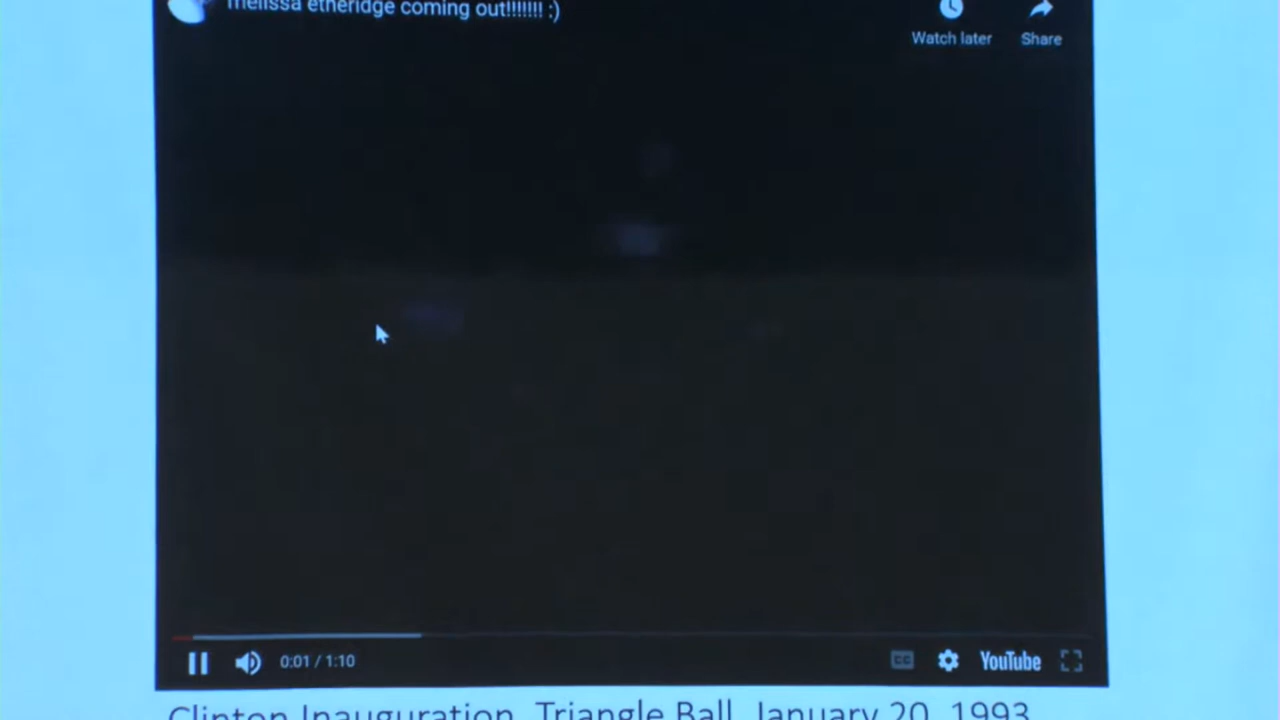 melissa etheridge coming out!!!!!!! :)
Watch later
Share
0:01 / 1:10
CC
YouTube
Clinton Inauguration, Triangle Ball, January 20, 1993